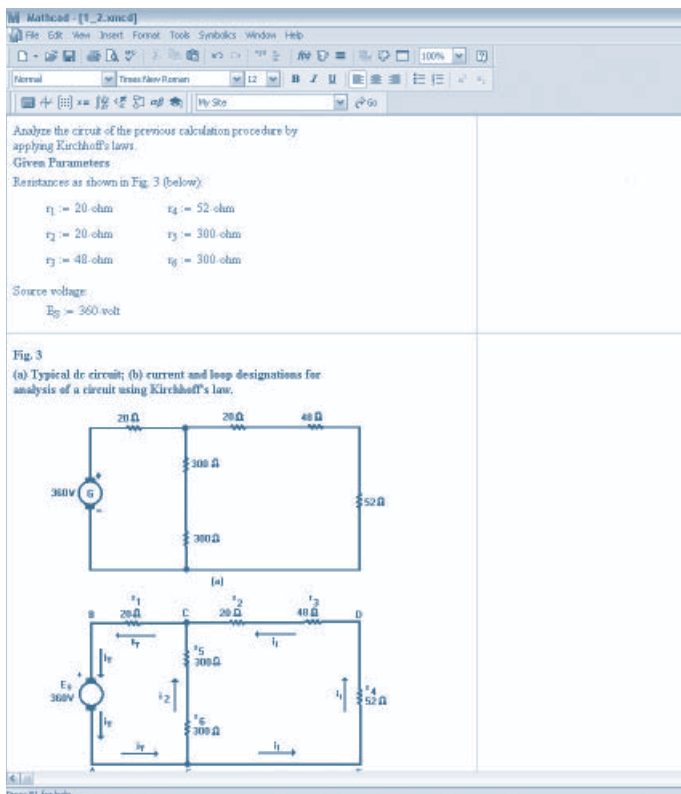 Mathcad - [1_2.xmcd]
File Edit View Insert Format Tools Symbolics Window Help
100%
Normal Times New Roman 12 B I U
My Site Go
Analyze the circuit of the previous calculation procedure by
applying Kirchhoff's laws.
Given Parameters
Resistances as shown in Fig. 3 (below):
r1 := 20·ohm r4 := 52·ohm
r2 := 20·ohm r5 := 300·ohm
r3 := 48·ohm r6 := 300·ohm
Source voltage:
ES := 360·volt
Fig. 3
(a) Typical dc circuit; (b) current and loop designations for
analysis of a circuit using Kirchhoff's law.
20 Ω 20 Ω 48 Ω
300 Ω
360V G + -
52 Ω
300 Ω
(a)
r1 r2 r3
B 20 Ω C 20 Ω 48 Ω D
iT i1
r5
300 Ω
iT
ES +
360V
i2 i1 r4
52 Ω
r6
300 Ω
iT
iT i1
Press F1 for help.